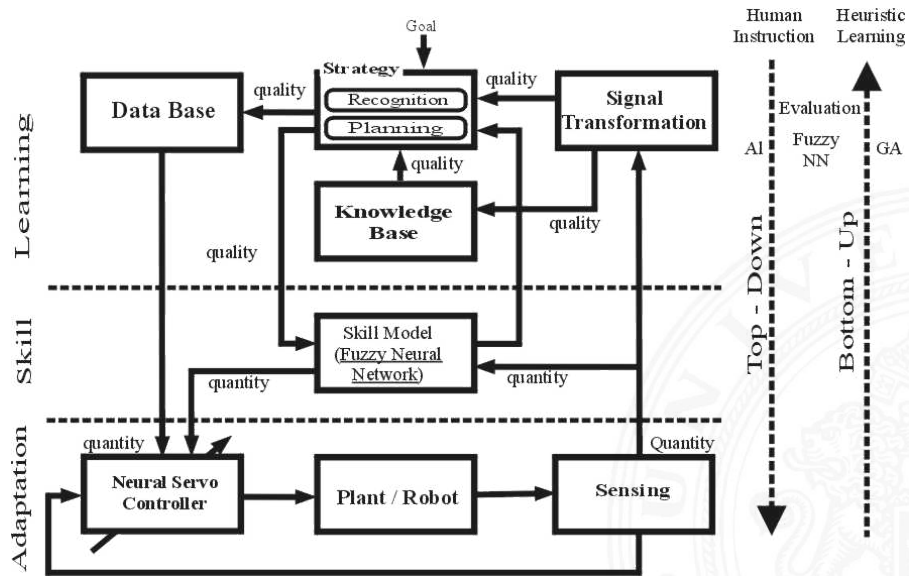 Goal
Human
Instruction
Heuristic
Learning
Strategy
Recognition
Planning
quality
Data Base
quality
Signal
Transformation
Evaluation
Fuzzy
NN
AI
GA
quality
Knowledge
Base
quality
quality
Learning
Top - Down
Bottom - Up
Skill
Skill Model
(Fuzzy Neural
Network)
quantity
quantity
Adaptation
quantity
Quantity
Neural Servo
Controller
Plant / Robot
Sensing
UNIVE